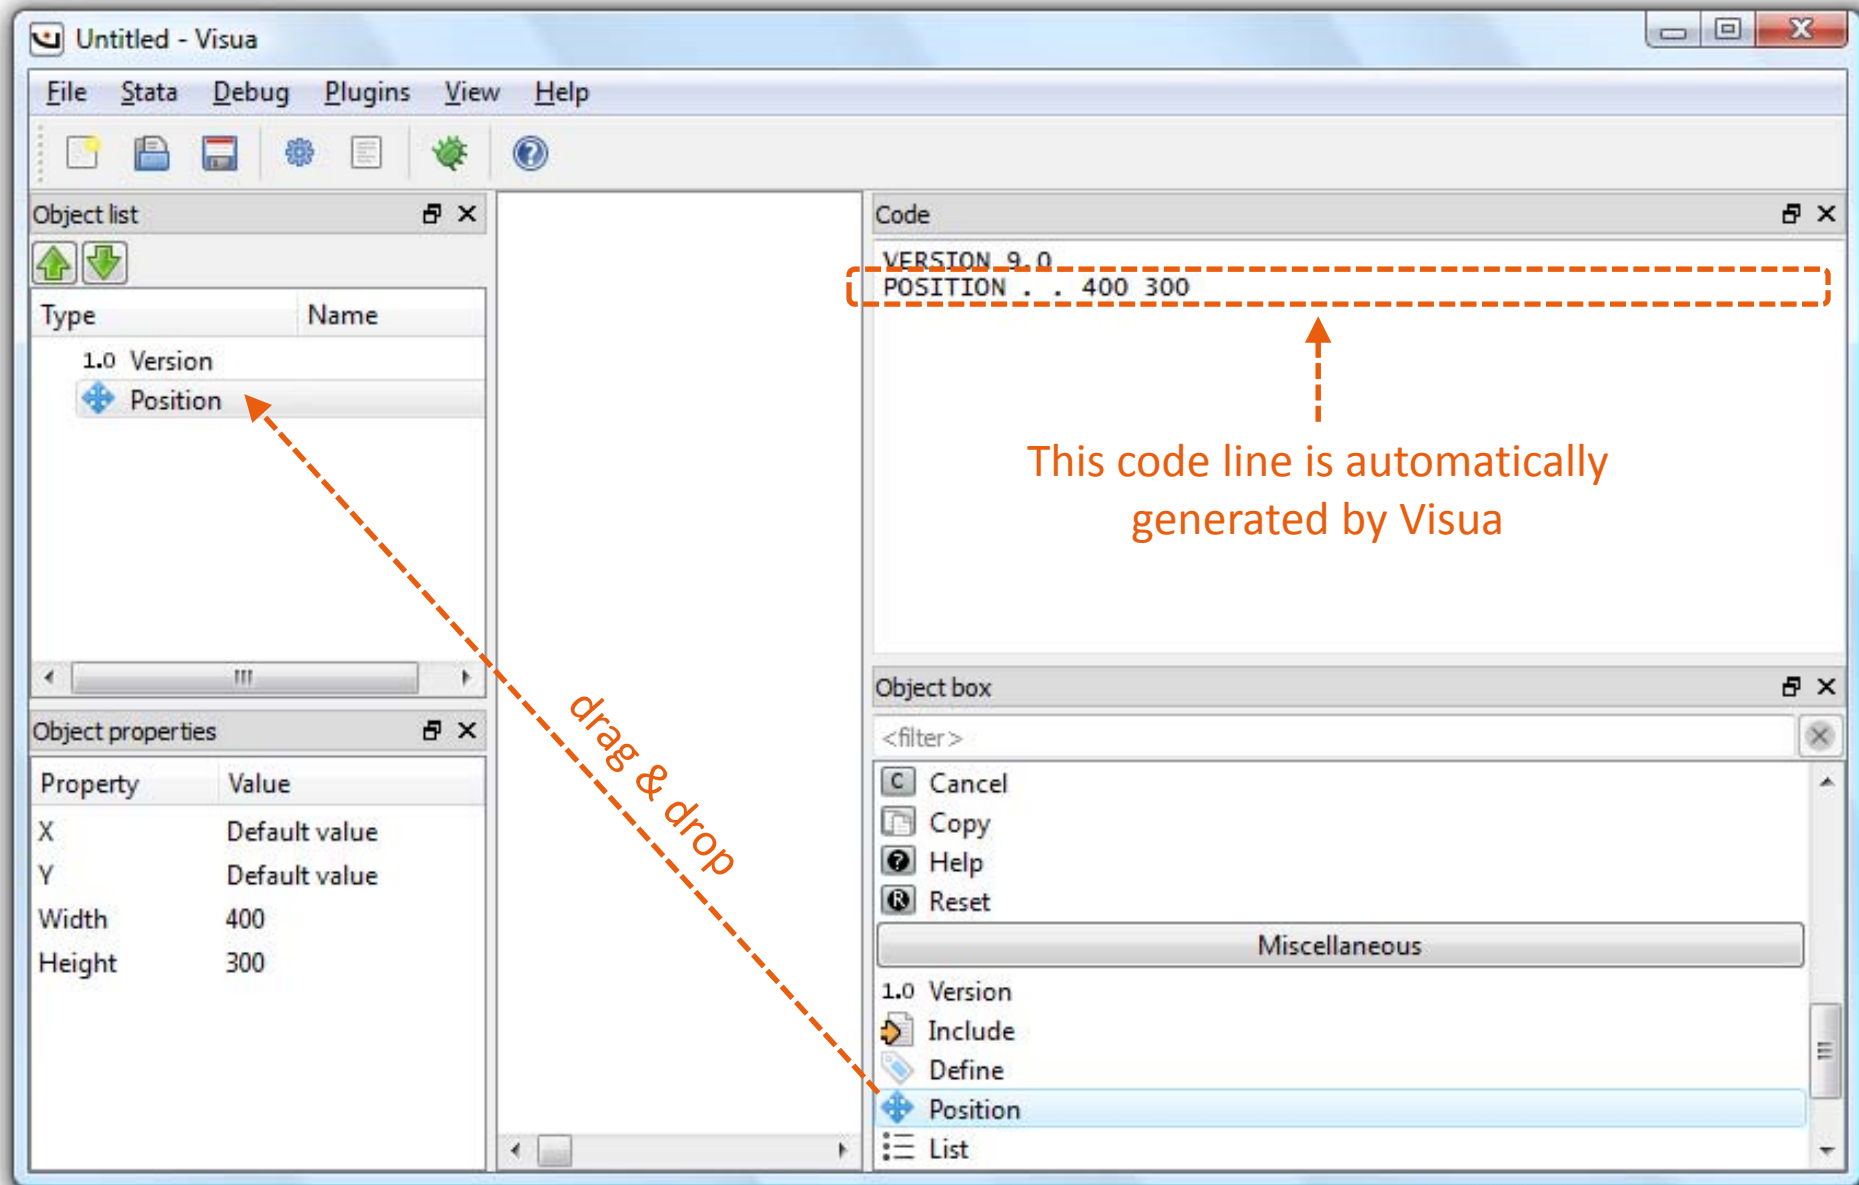 Untitled - Visua
File Stata Debug Plugins View Help
Object list
Type Name
1.0 Version
Position
Object properties
Property Value
X Default value
Y Default value
Width 400
Height 300
drag & drop
Code
VERSION 9.0
POSITION . . 400 300
This code line is automatically
generated by Visua
Object box
<filter>
C Cancel
Copy
? Help
R Reset
Miscellaneous
1.0 Version
Include
Define
Position
List